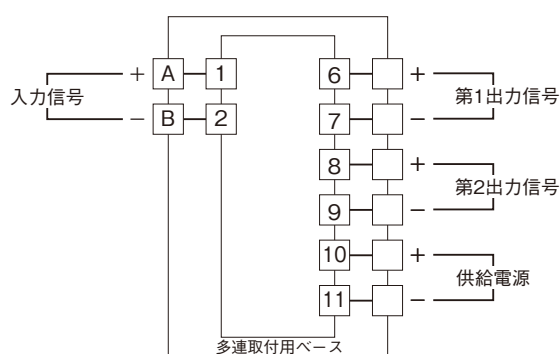 + A 1
入力信号
− B 2
6 +
第1出力信号
7 −
8 +
第2出力信号
9 −
10 +
供給電源
11 −
多連取付用ベース